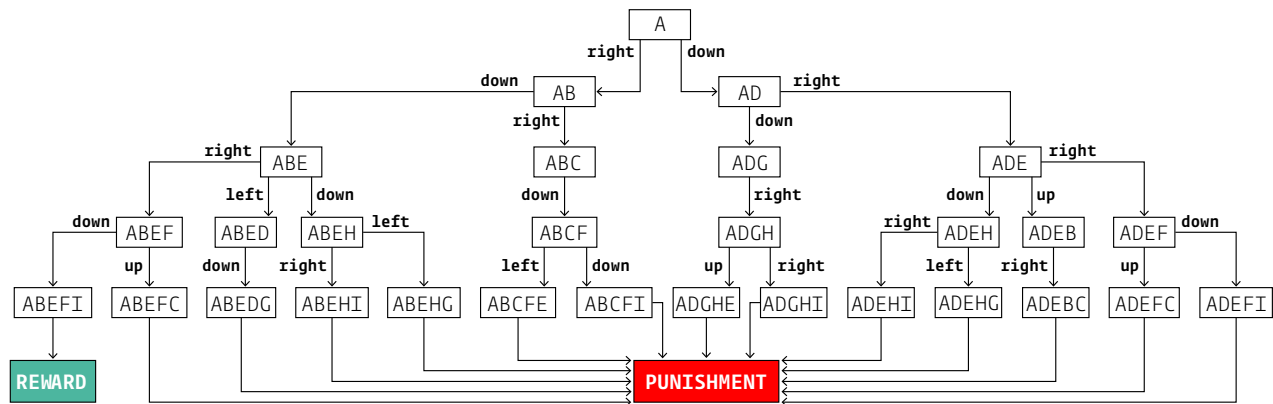 A
right
down
down
AB
AD
right
right
down
right
ABE
ABC
ADG
ADE
right
left
down
down
right
down
up
down
ABEF
ABED
ABEH
left
ABCF
ADGH
right
ADEH
ADEB
ADEF
down
up
down
right
left
down
up
right
left
right
up
ABEFI
ABEFC
ABEDG
ABEHI
ABEHG
ABCFE
ABCFI
ADGHE
ADGHI
ADEHI
ADEHG
ADEBC
ADEFC
ADEFI
REWARD
PUNISHMENT